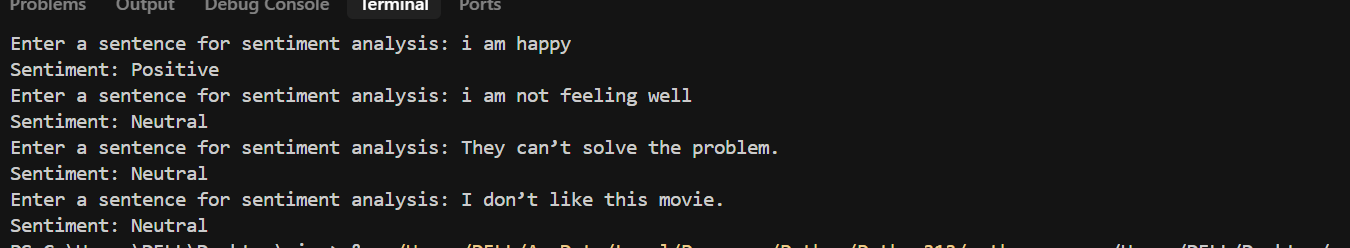 Problems Output Debug Console Terminal Ports
Enter a sentence for sentiment analysis: i am happy
Sentiment: Positive
Enter a sentence for sentiment analysis: i am not feeling well
Sentiment: Neutral
Enter a sentence for sentiment analysis: They can’t solve the problem.
Sentiment: Neutral
Enter a sentence for sentiment analysis: I don’t like this movie.
Sentiment: Neutral